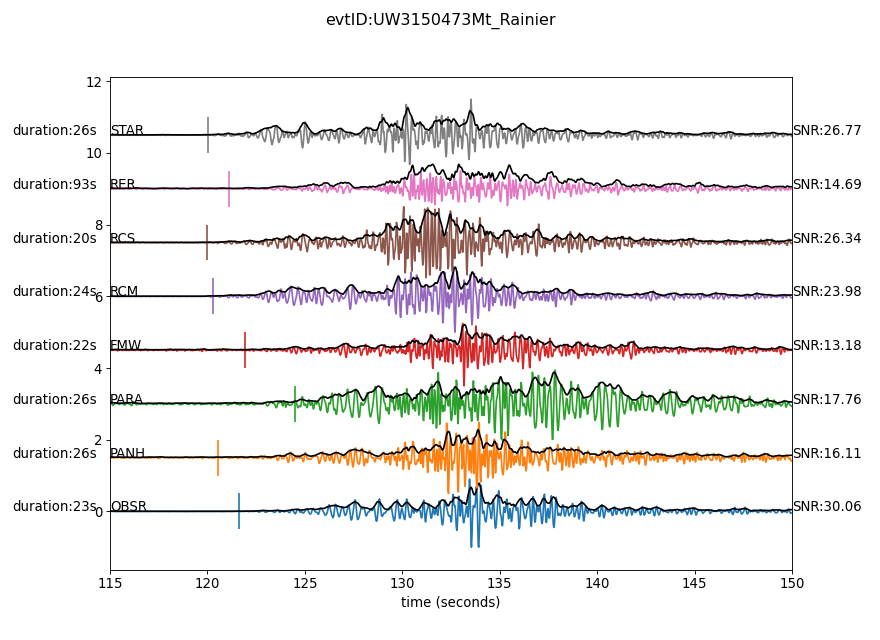 evtID:UW3150473Mt_Rainier
12
duration:26s STAR SNR:26.77
10
duration:93s RER SNR:14.69
8
duration:20s RCS SNR:26.34
duration:24s RCM SNR:23.98
6
duration:22s FMW SNR:13.18
4
duration:26s PARA SNR:17.76
2
duration:26s PANH SNR:16.11
duration:23s OBSR SNR:30.06
0
115 120 125 130 135 140 145 150
time (seconds)